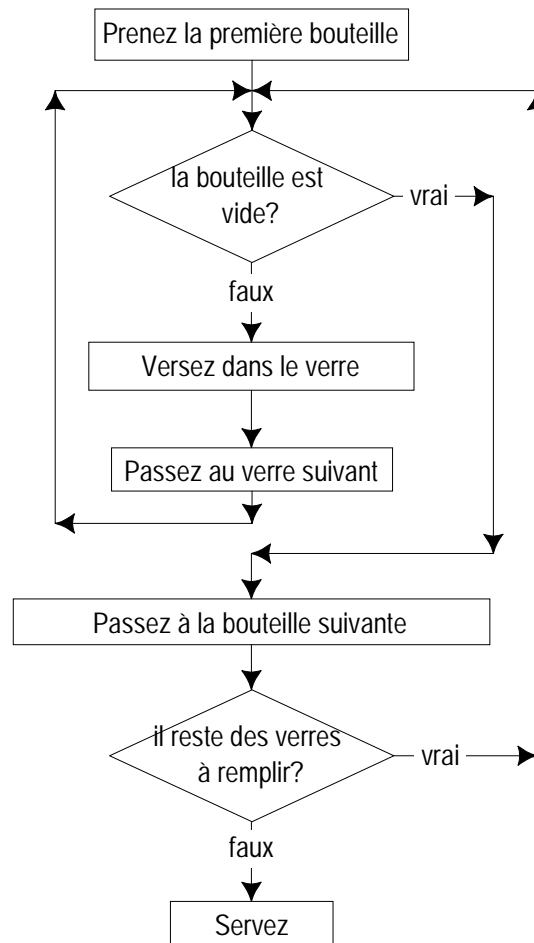 Prenez la première bouteille
la bouteille est
vide?
vrai
faux
Versez dans le verre
Passez au verre suivant
Passez à la bouteille suivante
il reste des verres
à remplir?
vrai
faux
Servez